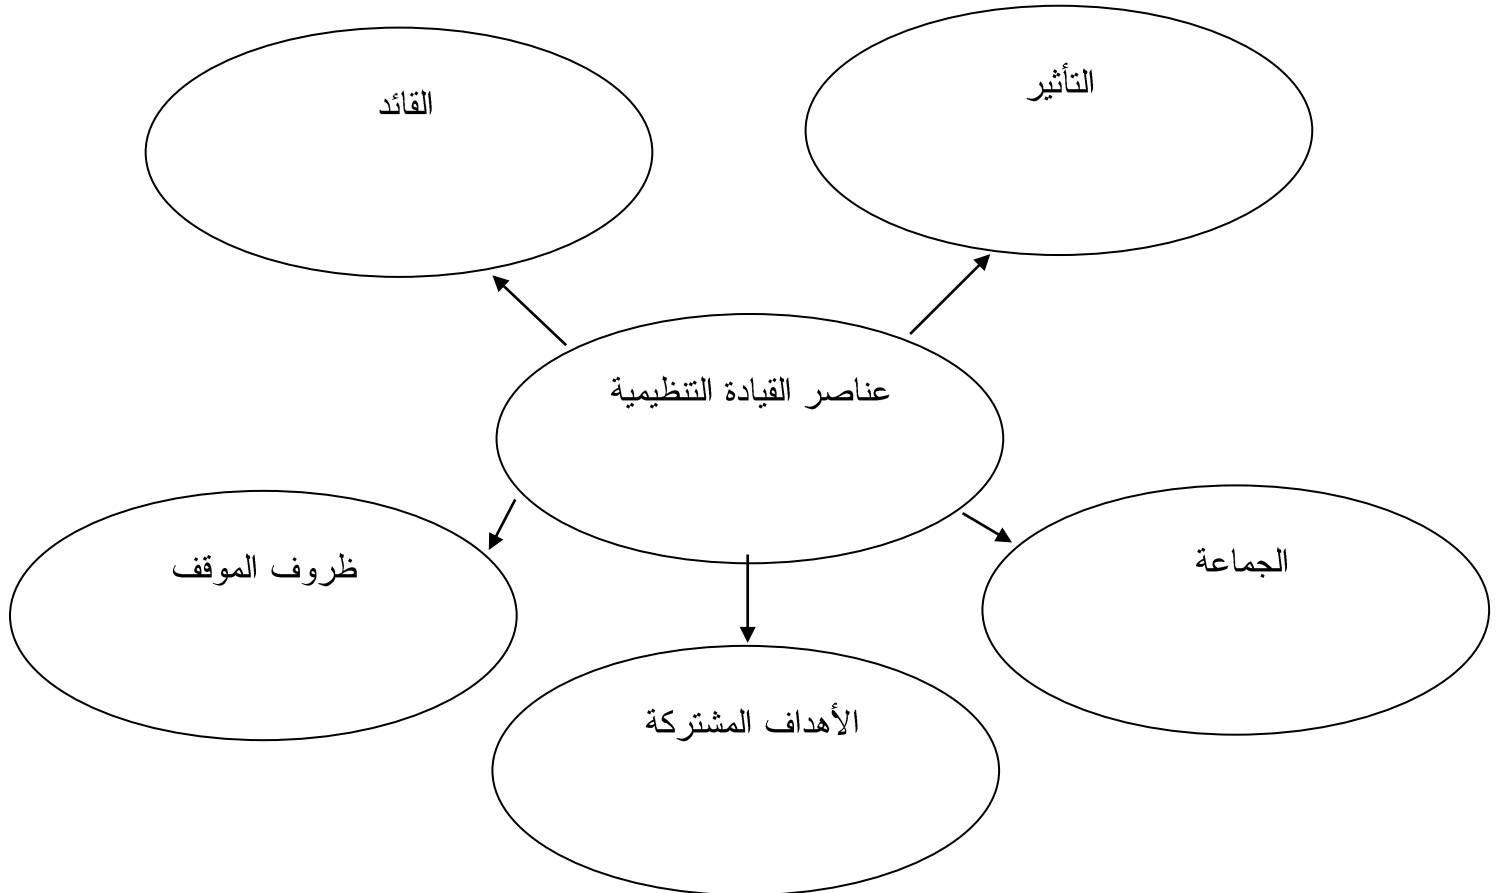 التأثير
القائد
عناصر القيادة التنظيمية
الجماعة
ظروف الموقف
الأهداف المشتركة